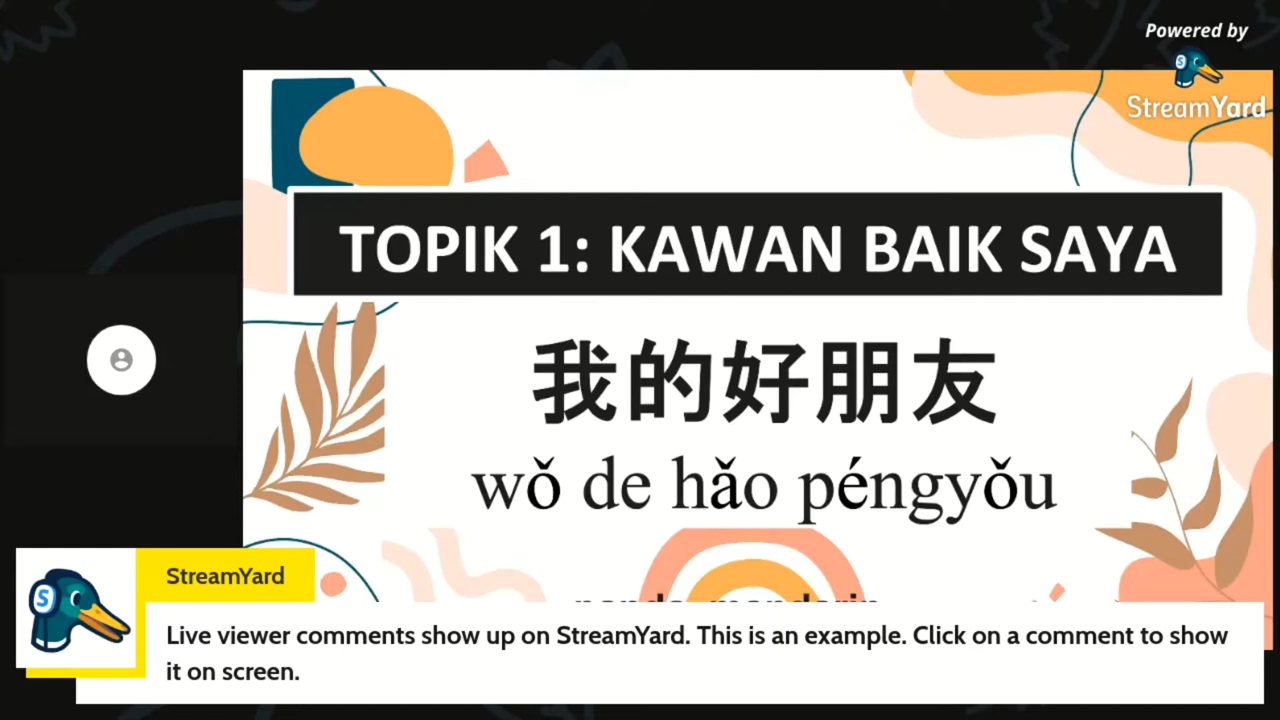 Powered by
StreamYard
TOPIK 1: KAWAN BAIK SAYA
我的好朋友
wǒ de hǎo péngyǒu
StreamYard
Live viewer comments show up on StreamYard. This is an example. Click on a comment to show
it on screen.